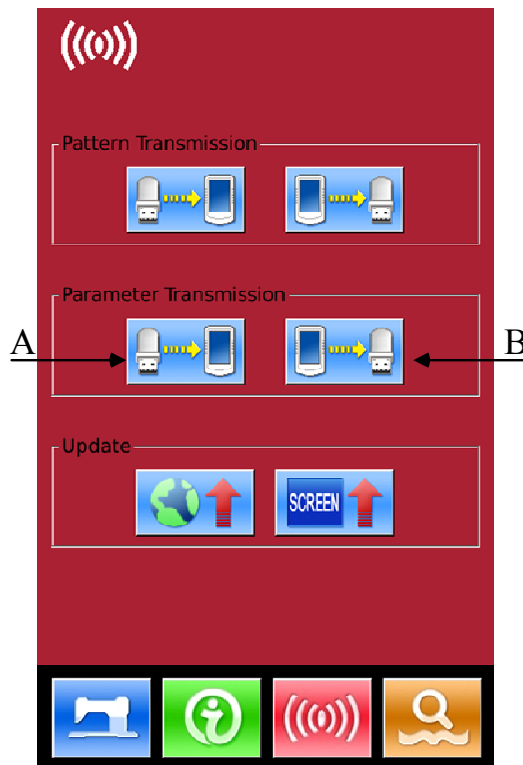 Pattern Transmission
Parameter Transmission
A
B
Update
SCREEN